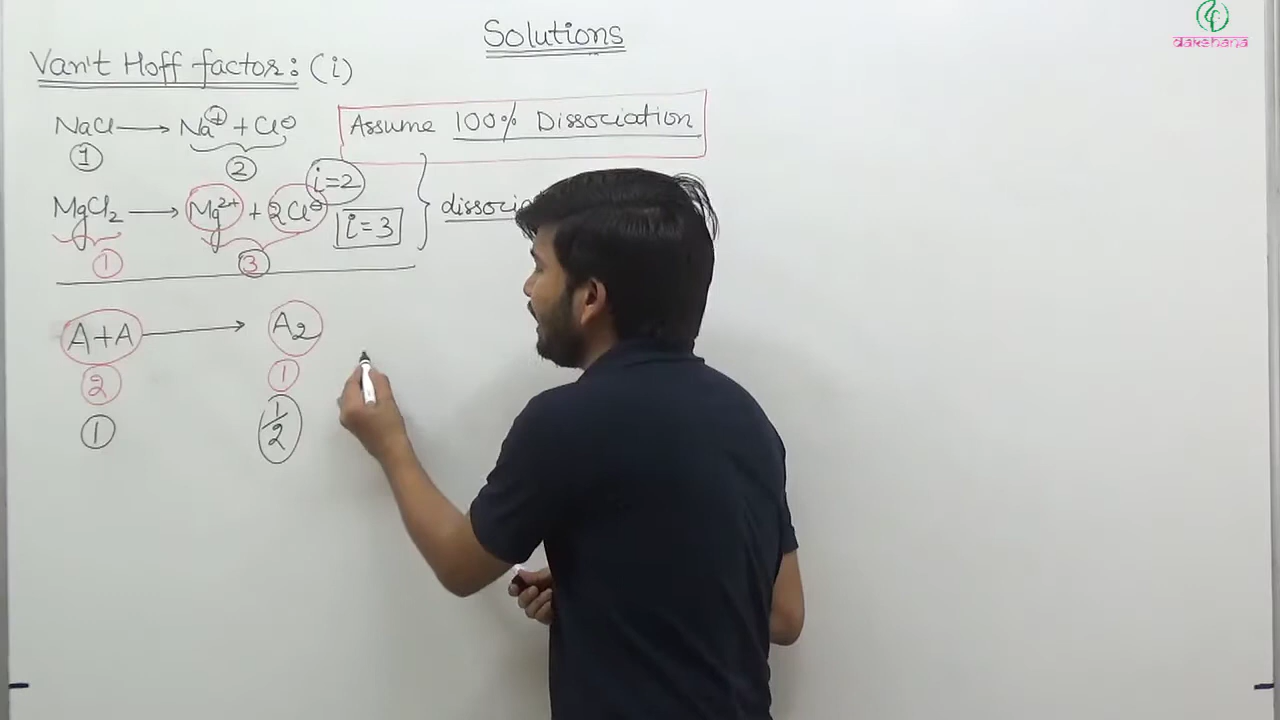 Solutions
dakshana
Van't Hoff factor: (i)
NaCl → Na⊕ + Cl⊖
Assume 100% Dissociation
1 2
i=2
MgCl₂ → Mg²⁺ + 2Cl⊖ i=3
1 3
A+A → A₂
2 1
1 1/2